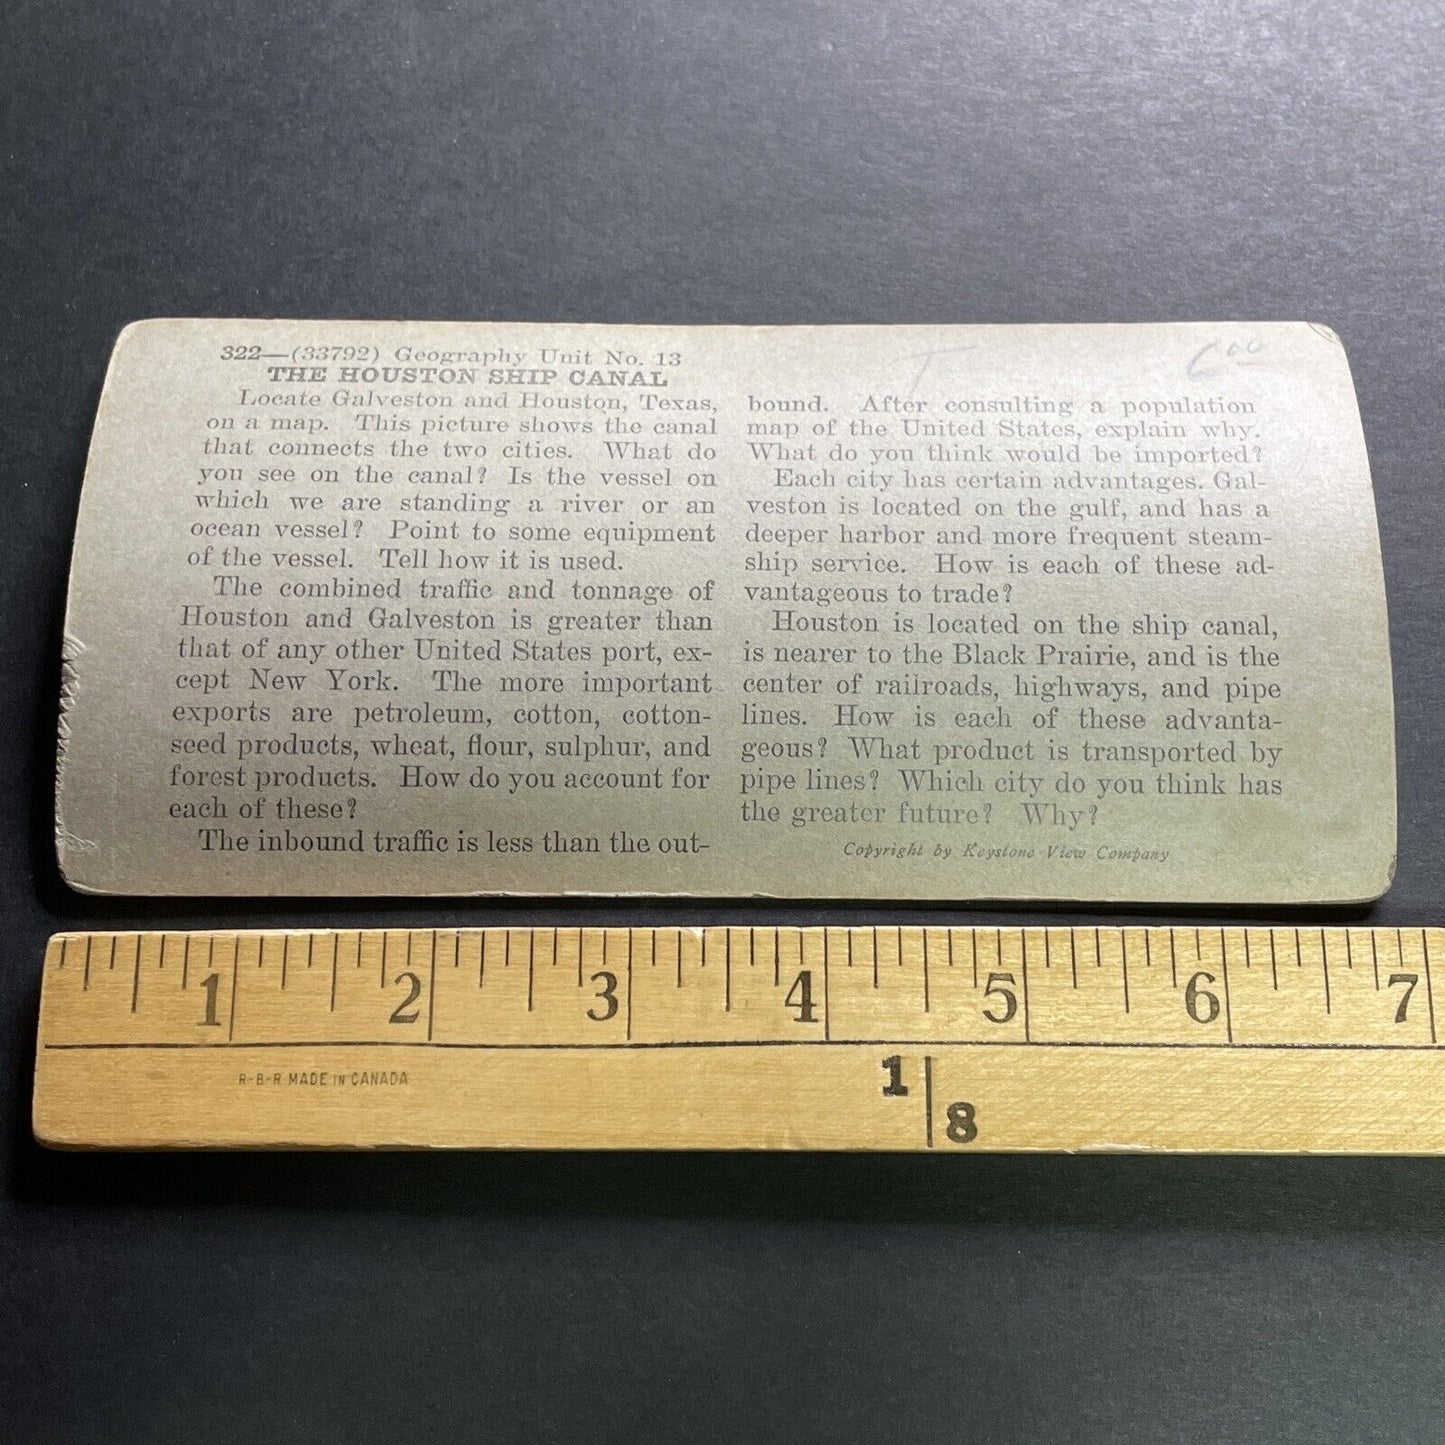 322—(33792) Geography Unit No. 13
THE HOUSTON SHIP CANAL
Locate Galveston and Houston, Texas,
on a map. This picture shows the canal
that connects the two cities. What do
you see on the canal? Is the vessel on
which we are standing a river or an
ocean vessel? Point to some equipment
of the vessel. Tell how it is used.
The combined traffic and tonnage of
Houston and Galveston is greater than
that of any other United States port, ex-
cept New York. The more important
exports are petroleum, cotton, cotton-
seed products, wheat, flour, sulphur, and
forest products. How do you account for
each of these?
The inbound traffic is less than the out-
bound. After consulting a population
map of the United States, explain why.
What do you think would be imported?
Each city has certain advantages. Gal-
veston is located on the gulf, and has a
deeper harbor and more frequent steam-
ship service. How is each of these ad-
vantageous to trade?
Houston is located on the ship canal,
is nearer to the Black Prairie, and is the
center of railroads, highways, and pipe
lines. How is each of these advanta-
geous? What product is transported by
pipe lines? Which city do you think has
the greater future? Why?
Copyright by Keystone View Company
T
6.00
1 2 3 4 5 6 7
R-B-R MADE IN CANADA
1 8